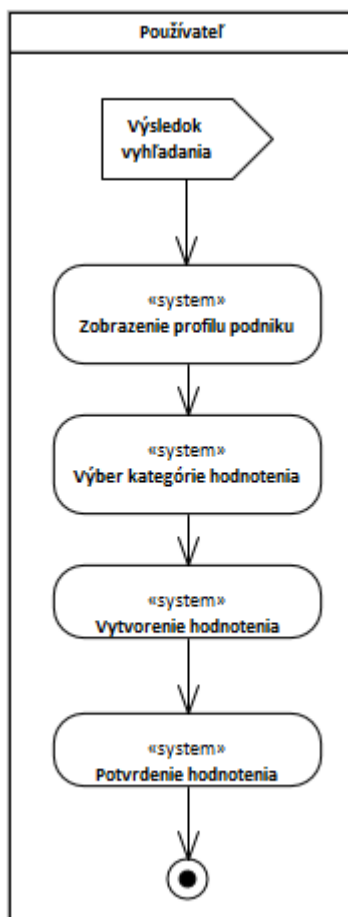 Používateľ
Výsledok
vyhľadania
«system»
Zobrazenie profilu podniku
«system»
Výber kategórie hodnotenia
«system»
Vytvorenie hodnotenia
«system»
Potvrdenie hodnotenia